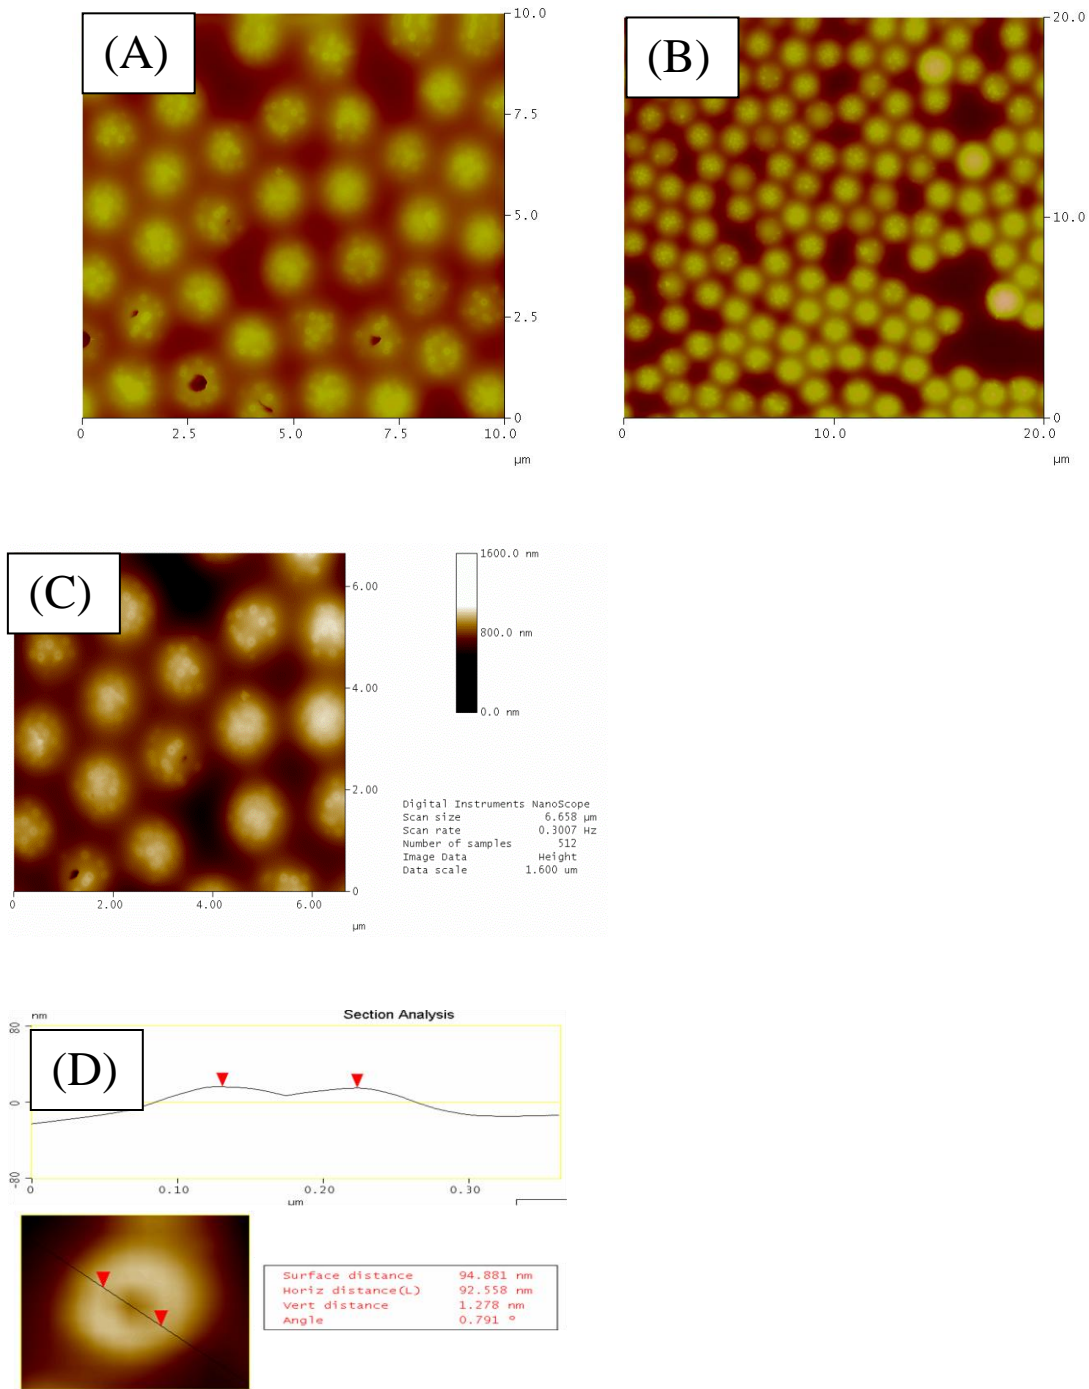 (A)
10.0
7.5
5.0
2.5
0
0 2.5 5.0 7.5 10.0
µm
(B)
20.0
10.0
0
0 10.0 20.0
µm
(C)
6.00
4.00
2.00
0
0 2.00 4.00 6.00
µm
1600.0 nm
800.0 nm
0.0 nm
Digital Instruments NanoScope
Scan size 6.658 µm
Scan rate 0.3007 Hz
Number of samples 512
Image Data Height
Data scale 1.600 um
nm Section Analysis
(D)
80
0
-80
0 0.10 0.20 0.30
µm
Surface distance 94.881 nm
Horiz distance(L) 92.558 nm
Vert distance 1.278 nm
Angle 0.791 º